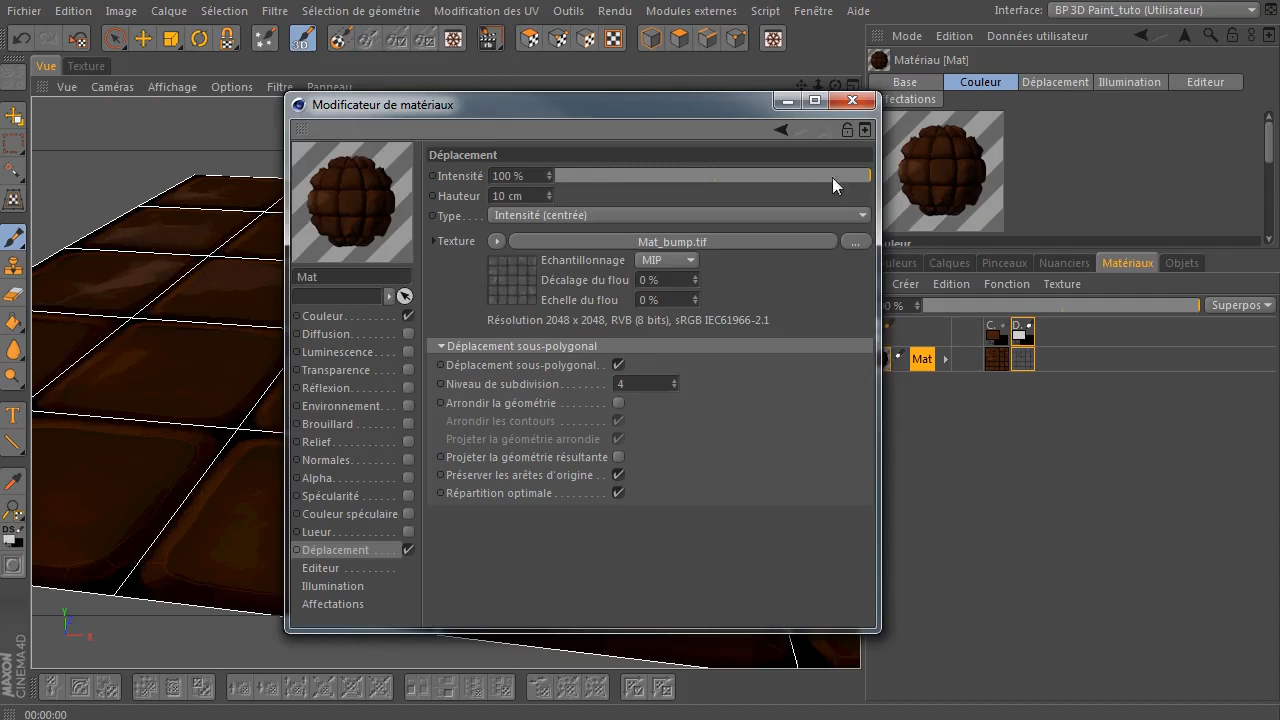 Fichier Edition Image Calque Sélection Filtre Sélection de géométrie Modification des UV Outils Rendu Modules externes Script Fenêtre Aide Interface: BP 3D Paint_tuto (Utilisateur)
Mode Edition Données utilisateur
Matériau [Mat]
Vue Texture
Base Couleur Déplacement Illumination Editeur
Vue Caméras Affichage Options Filtre Panneau
Affectations
Modificateur de matériaux
Déplacement
Intensité 100 %
Hauteur 10 cm
Type. . . . Intensité (centrée)
Texture Mat_bump.tif ...
Echantillonnage MIP
Décalage du flou 0 %
Echelle du flou 0 %
Résolution 2048 x 2048, RVB (8 bits), sRGB IEC61966-2.1
Déplacement sous-polygonal
Déplacement sous-polygonal.
Niveau de subdivision . . . . . . . 4
Arrondir la géométrie . . . . . . . .
Arrondir les contours . . . . . . .
Projeter la géométrie arrondie
Projeter la géométrie résultante
Préserver les arêtes d'origine . .
Répartition optimale. . . . . . . . .
Mat
Couleur
Diffusion.
Luminescence
Transparence
Réflexion.
Environnement.
Brouillard
Relief.
Normales.
Alpha.
Spécularité
Couleur spéculaire
Lueur
Déplacement
Editeur
Illumination
Affectations
Calques Pinceaux Nuanciers Matériaux Objets
Créer Edition Fonction Texture
Superpos
C. D.
Mat
3D
DS
Y
X
MAXON
CINEMA 4D
00:00:00